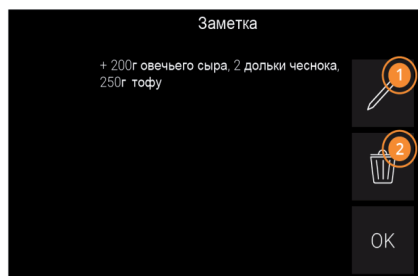 Заметка
+ 200г овечьего сыра, 2 дольки чеснока,
250г тофу
1
2
OK